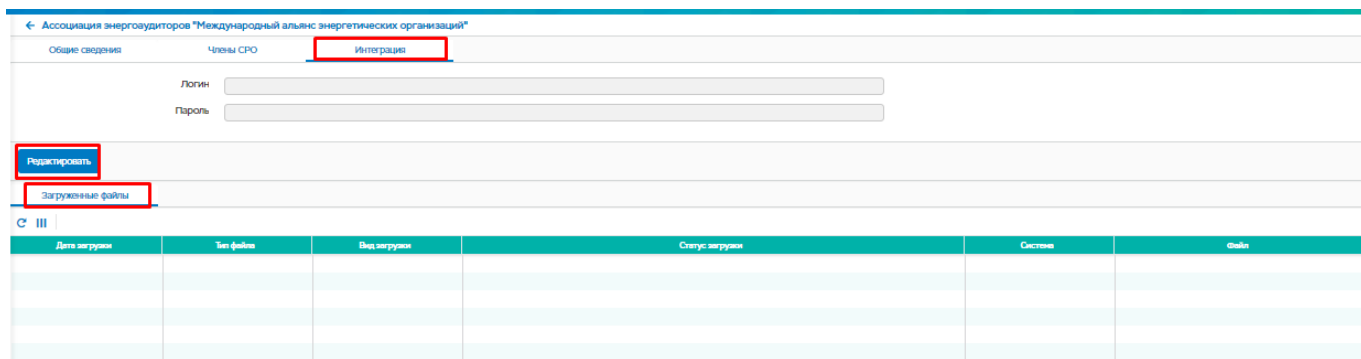 ← Ассоциация энергоаудиторов "Международный альянс энергетических организаций"
Общие сведения Члены СРО Интеграция
Логин
Пароль
Редактировать
Загруженные файлы
Дата загрузки Тип файла Вид загрузки Статус загрузки Система Файл